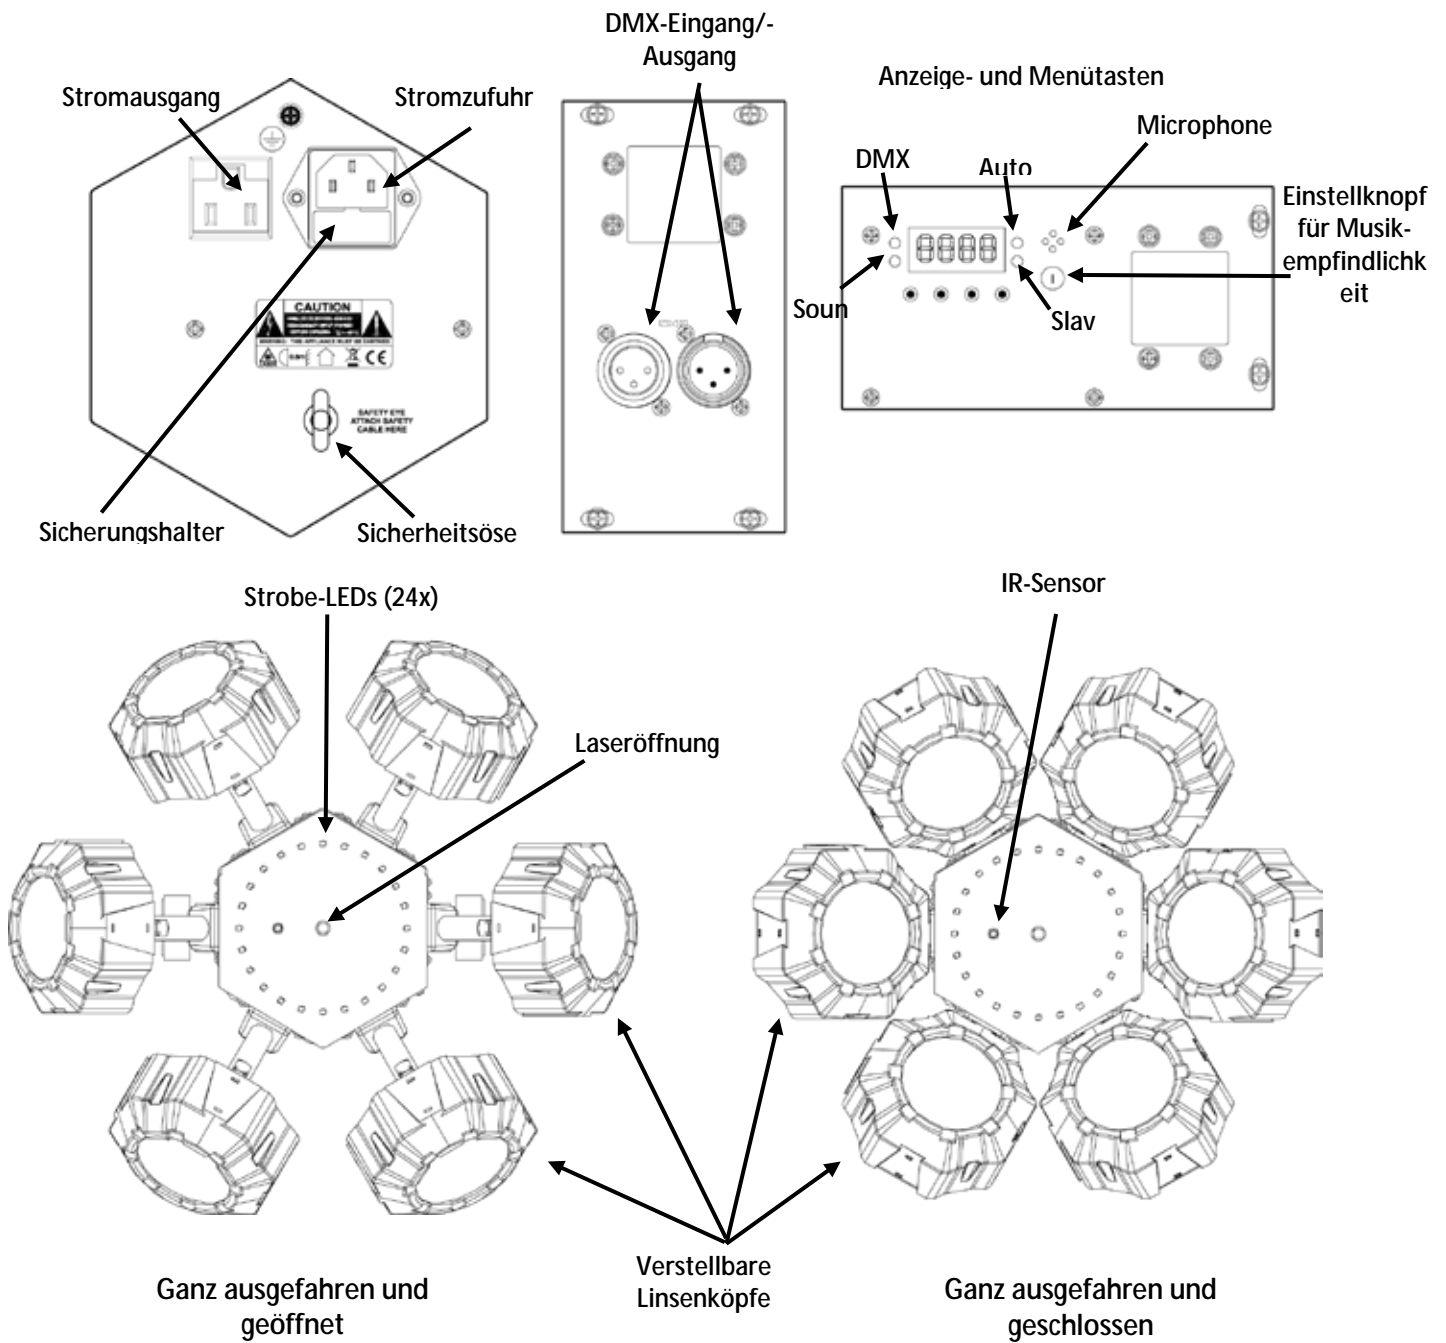 DMX-Eingang/-
Ausgang
Anzeige- und Menütasten
Stromausgang
Stromzufuhr
Microphone
DMX
Auto
Einstellknopf
für Musik-
empfindlichk
eit
Soun
Slav
CAUTION
SAFETY EYE
ATTACH SAFETY
CABLE HERE
Sicherungshalter
Sicherheitsöse
Strobe-LEDs (24x)
IR-Sensor
Laseröffnung
Verstellbare
Linsenköpfe
Ganz ausgefahren und
geöffnet
Ganz ausgefahren und
geschlossen